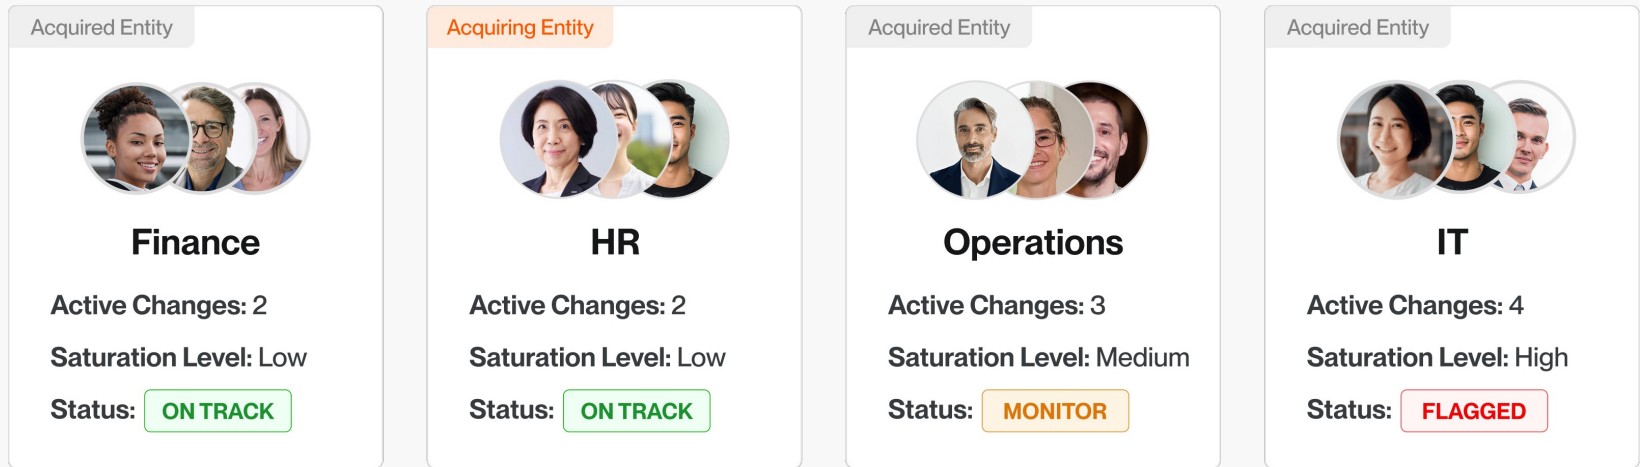 Acquired Entity
Finance
Active Changes: 2
Saturation Level: Low
Status: ON TRACK
Acquiring Entity
HR
Active Changes: 2
Saturation Level: Low
Status: ON TRACK
Acquired Entity
Operations
Active Changes: 3
Saturation Level: Medium
Status: MONITOR
Acquired Entity
IT
Active Changes: 4
Saturation Level: High
Status: FLAGGED